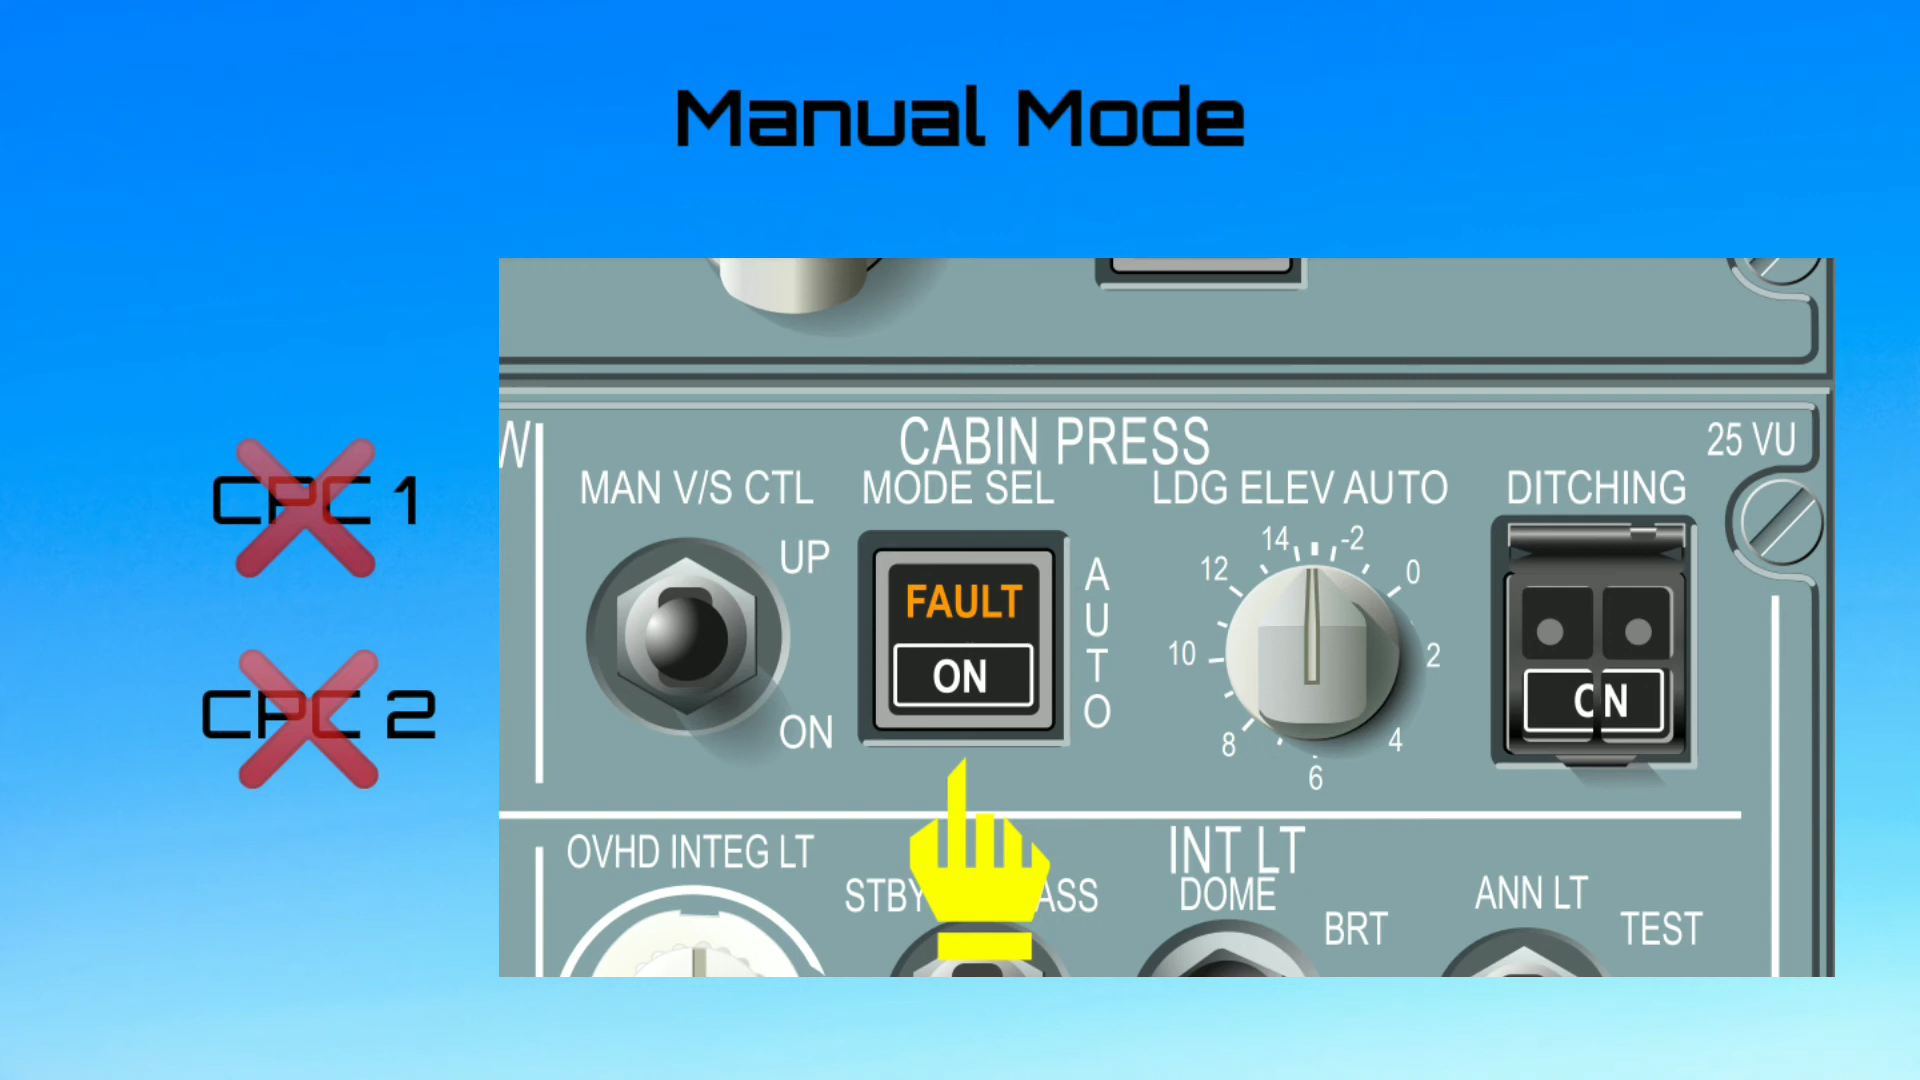 Manual Mode
CPC 1
CPC 2
W
CABIN PRESS
25 VU
MAN V/S CTL
MODE SEL
LDG ELEV AUTO
DITCHING
UP
ON
FAULT
ON
AUTO
14
-2
12
0
10
2
8
4
6
ON
OVHD INTEG LT
INT LT
STBY
ASS
DOME
BRT
ANN LT
TEST